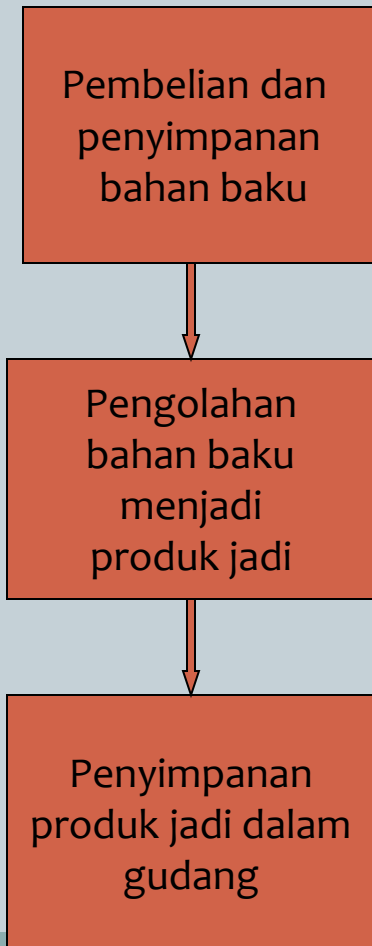 Pembelian dan
penyimpanan
bahan baku
Pengolahan
bahan baku
menjadi
produk jadi
Penyimpanan
produk jadi dalam
gudang